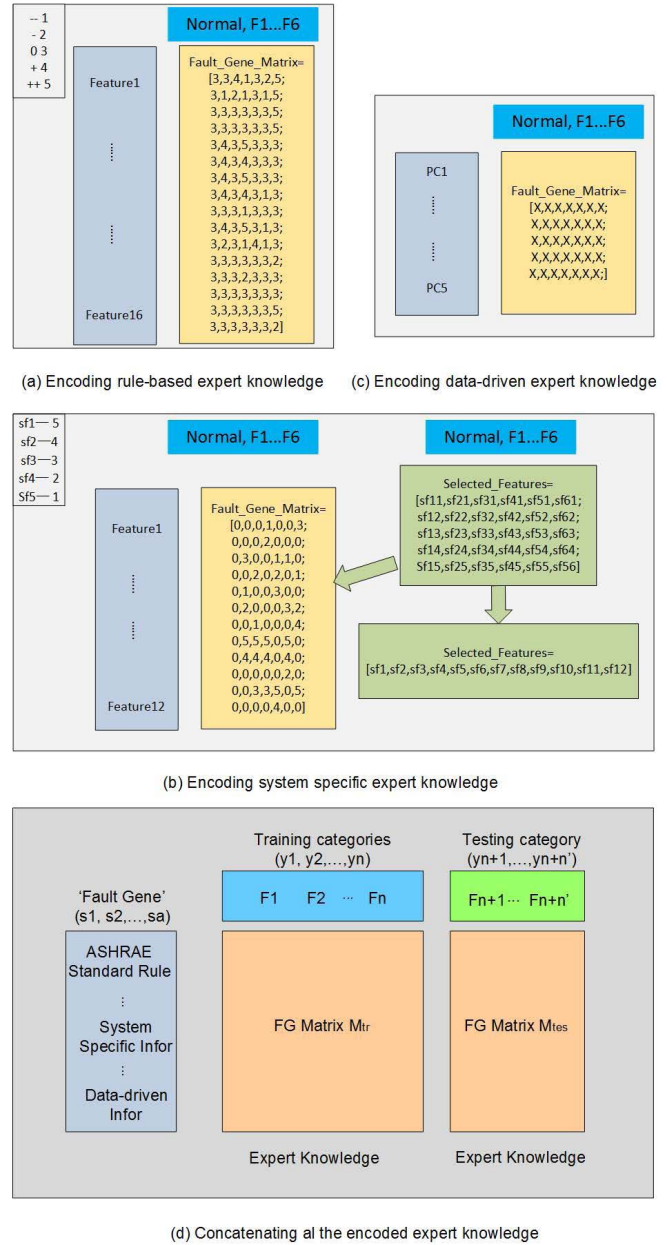 -- 1
- 2
0 3
+ 4
++ 5
Normal, F1...F6
Feature1
Feature16
Fault_Gene_Matrix=
[3,3,4,1,3,2,5;
3,1,2,1,3,1,5;
3,3,3,3,3,3,5;
3,3,3,3,3,3,5;
3,4,3,5,3,3,3;
3,4,3,4,3,3,3;
3,4,3,5,3,3,3;
3,4,3,4,3,1,3;
3,3,3,1,3,3,3;
3,4,3,5,3,1,3;
3,2,3,1,4,1,3;
3,3,3,3,3,3,2;
3,3,3,2,3,3,3;
3,3,3,3,3,3,3;
3,3,3,3,3,3,5;
3,3,3,3,3,3,2]
(a) Encoding rule-based expert knowledge
Normal, F1...F6
PC1
PC5
Fault_Gene_Matrix=
[X,X,X,X,X,X,X;
X,X,X,X,X,X,X;
X,X,X,X,X,X,X;
X,X,X,X,X,X,X;
X,X,X,X,X,X,X;]
(c) Encoding data-driven expert knowledge
sf1— 5
sf2—4
sf3—3
sf4— 2
Sf5— 1
Normal, F1...F6
Feature1
Feature12
Fault_Gene_Matrix=
[0,0,0,1,0,0,3;
0,0,0,2,0,0,0;
0,3,0,0,1,1,0;
0,0,2,0,2,0,1;
0,1,0,0,3,0,0;
0,2,0,0,0,3,2;
0,0,1,0,0,0,4;
0,5,5,5,0,5,0;
0,4,4,4,0,4,0;
0,0,0,0,0,2,0;
0,0,3,3,5,0,5;
0,0,0,0,4,0,0]
Normal, F1...F6
Selected_Features=
[sf11,sf21,sf31,sf41,sf51,sf61;
sf12,sf22,sf32,sf42,sf52,sf62;
sf13,sf23,sf33,sf43,sf53,sf63;
sf14,sf24,sf34,sf44,sf54,sf64;
Sf15,sf25,sf35,sf45,sf55,sf56]
Selected_Features=
[sf1,sf2,sf3,sf4,sf5,sf6,sf7,sf8,sf9,sf10,sf11,sf12]
(b) Encoding system specific expert knowledge
'Fault Gene'
(s1, s2,...,sa)
ASHRAE
Standard Rule
System
Specific Infor
Data-driven
Infor
Training categories
(y1, y2,...,yn)
F1 F2 ... Fn
FG Matrix Mtr
Expert Knowledge
Testing category
(yn+1,...,yn+n')
Fn+1... Fn+n'
FG Matrix Mtes
Expert Knowledge
(d) Concatenating al the encoded expert knowledge